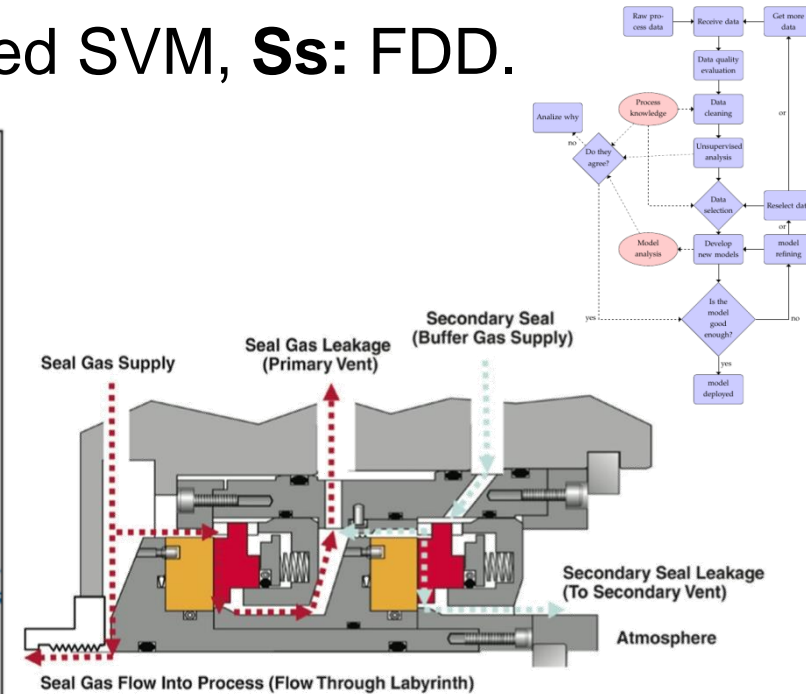 ed SVM, Ss: FDD.
Raw pro-
cess data
Receive data
Get more
data
Data quality
evaluation
Process
knowledge
Data
cleaning
Analize why
no
Do they
agree?
Unsupervised
analysis
or
Data
selection
Reselect dat
or
Model
analysis
Develop
new models
model
refining
Is the
model
good
enough?
yes
no
yes
model
deployed
Secondary Seal
(Buffer Gas Supply)
Seal Gas Leakage
(Primary Vent)
Seal Gas Supply
Secondary Seal Leakage
(To Secondary Vent)
Atmosphere
Seal Gas Flow Into Process (Flow Through Labyrinth)